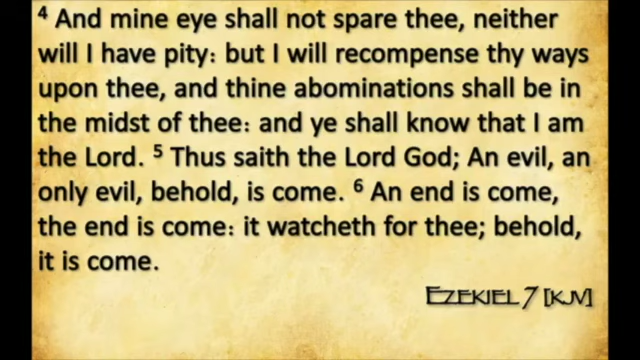 ⁴ And mine eye shall not spare thee, neither
will I have pity: but I will recompense thy ways
upon thee, and thine abominations shall be in
the midst of thee: and ye shall know that I am
the Lord. ⁵ Thus saith the Lord God; An evil, an
only evil, behold, is come. ⁶ An end is come,
the end is come: it watcheth for thee; behold,
it is come.
Ezekiel 7 [KJV]